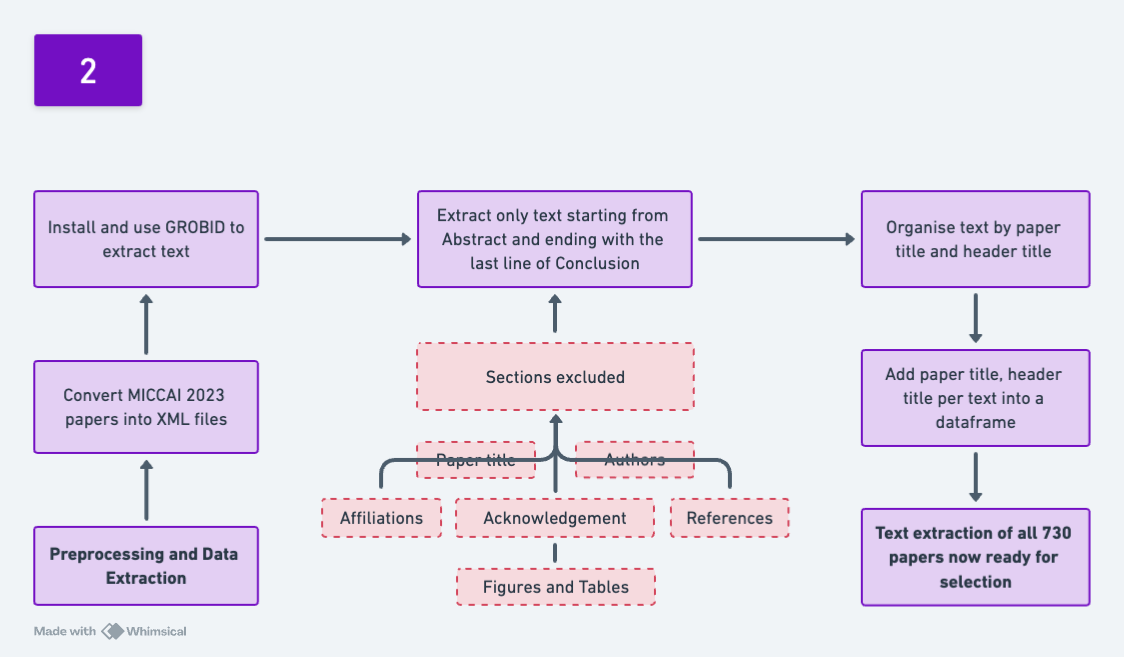 2
Install and use GROBID to
extract text
Extract only text starting from
Abstract and ending with the
last line of Conclusion
Organise text by paper
title and header title
Convert MICCAI 2023
papers into XML files
Sections excluded
Add paper title, header
title per text into a
dataframe
Paper title
Authors
Affiliations
Acknowledgement
References
Preprocessing and Data
Extraction
Figures and Tables
Text extraction of all 730
papers now ready for
selection
Made with Whimsical